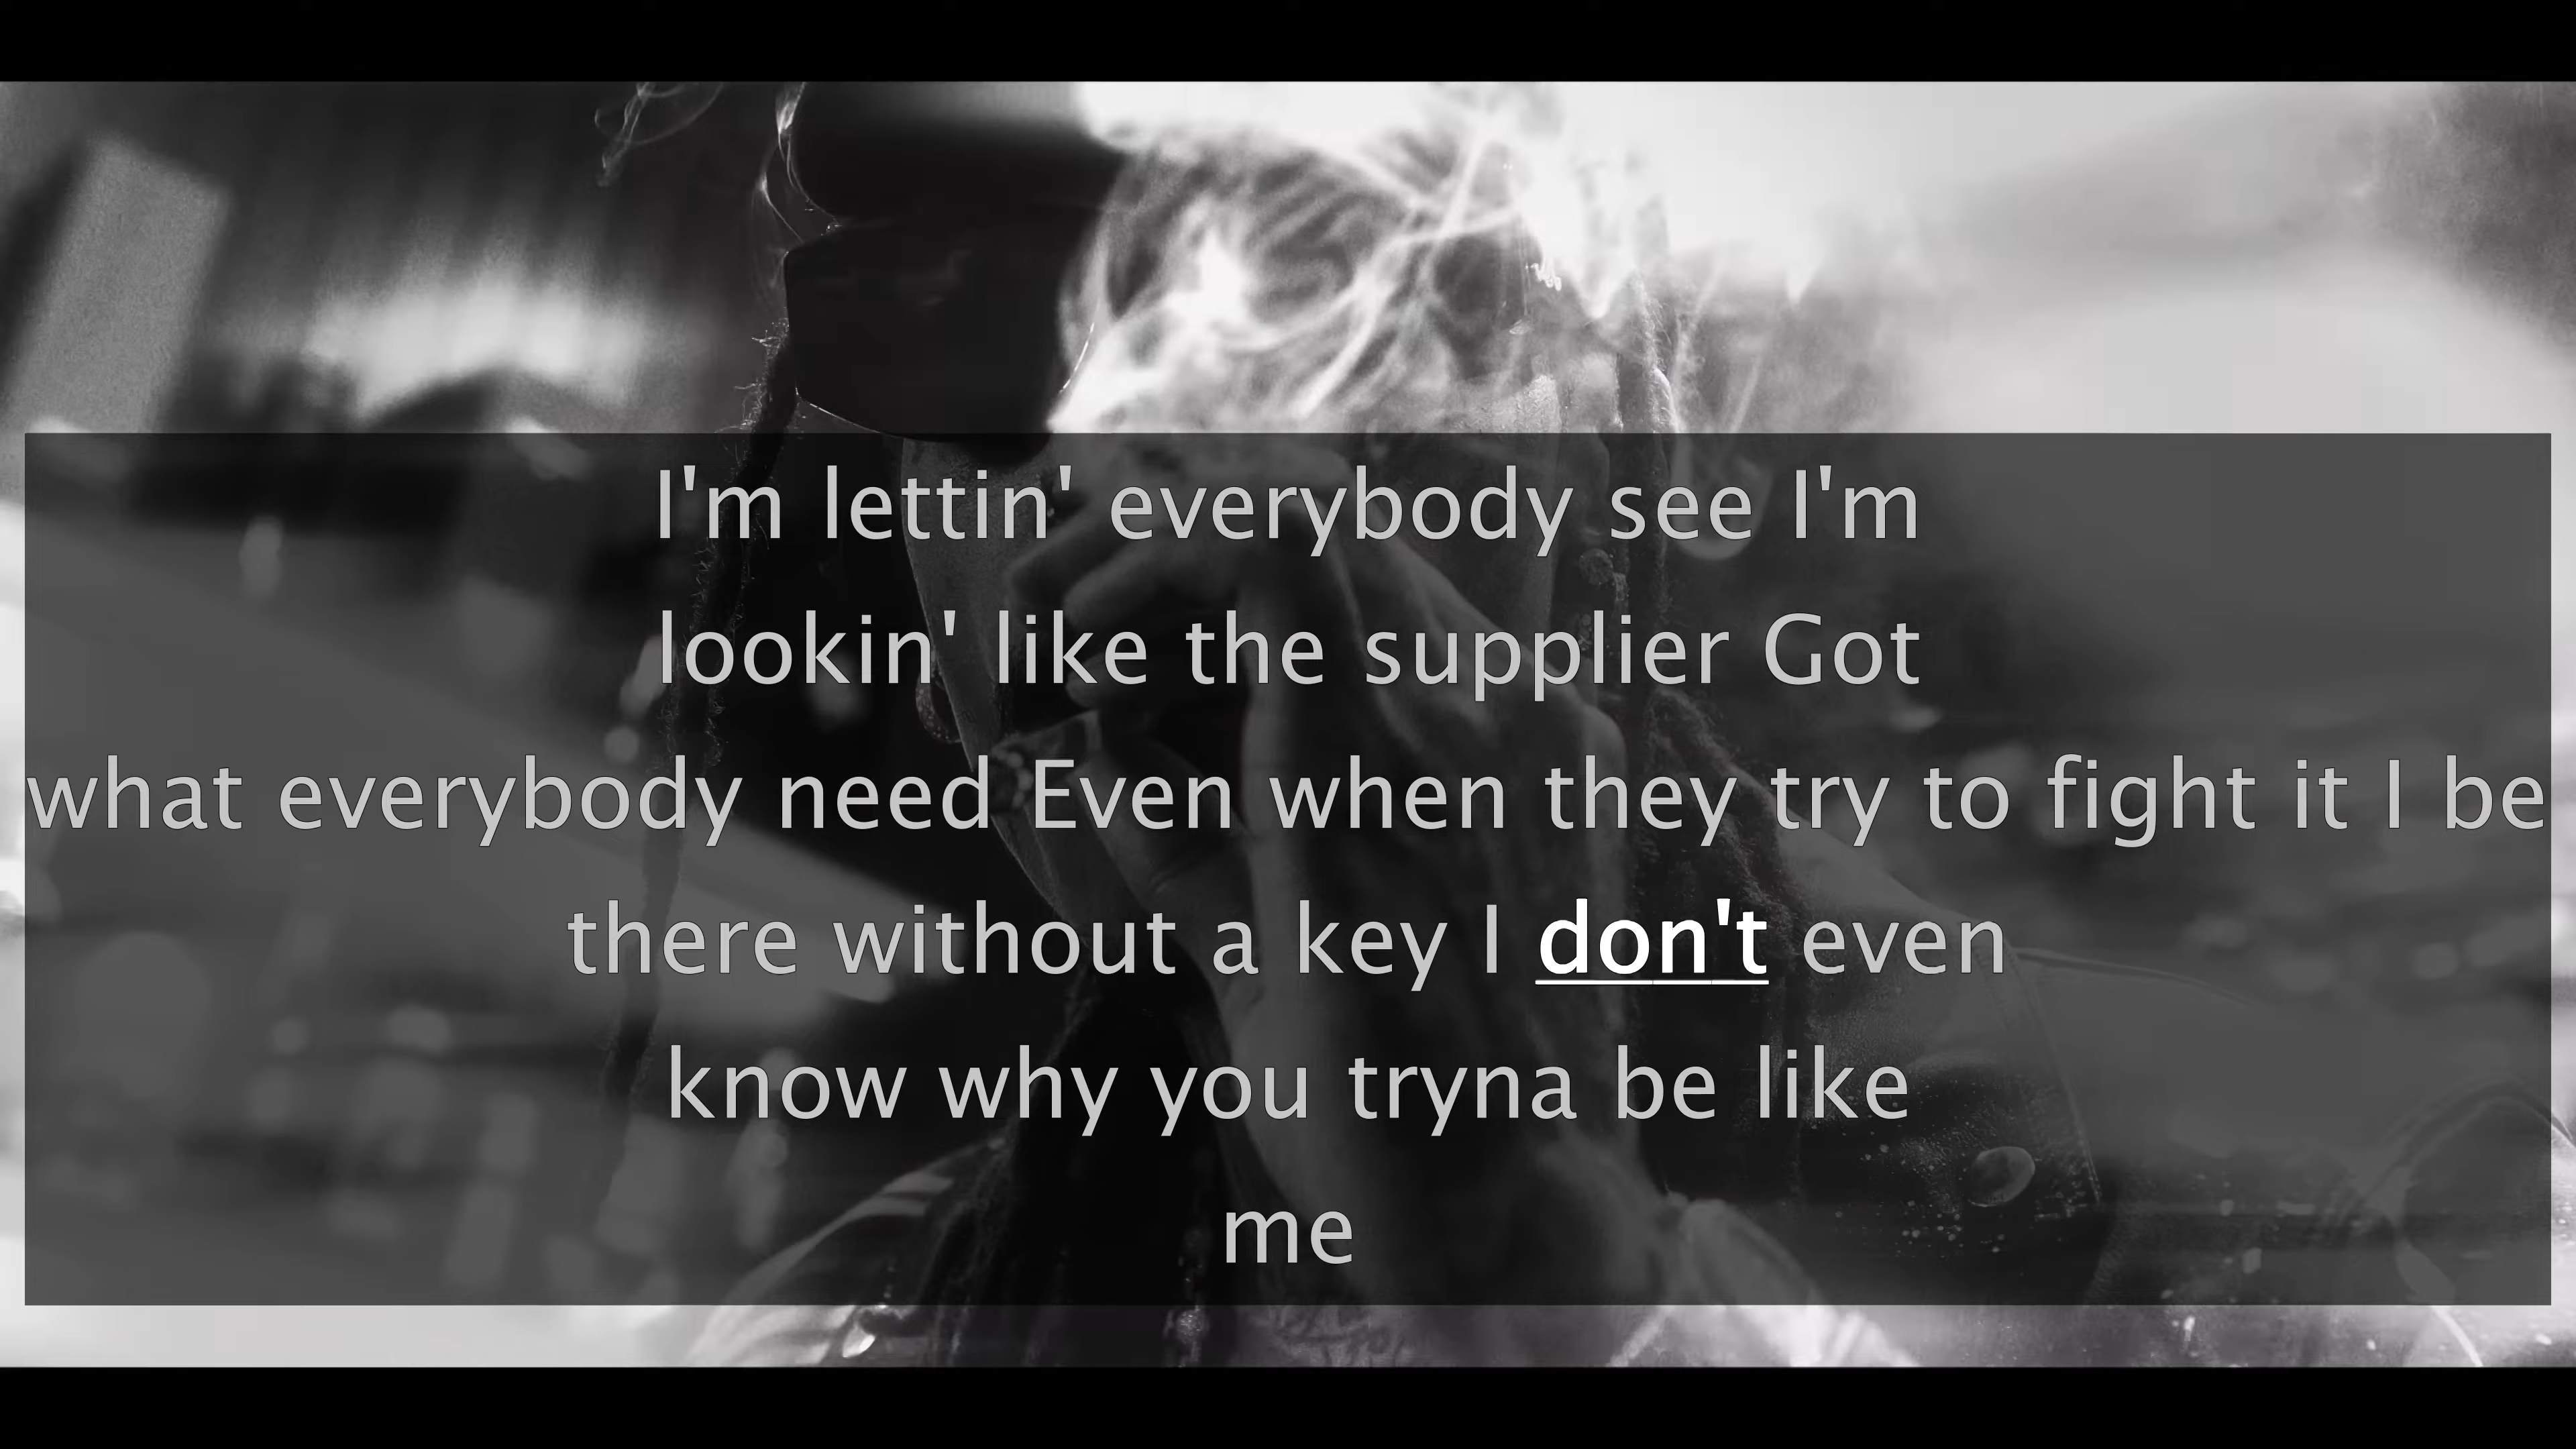 I'm lettin' everybody see I'm
lookin' like the supplier Got
what everybody need Even when they try to fight it I be
there without a key I don't even
know why you tryna be like
me